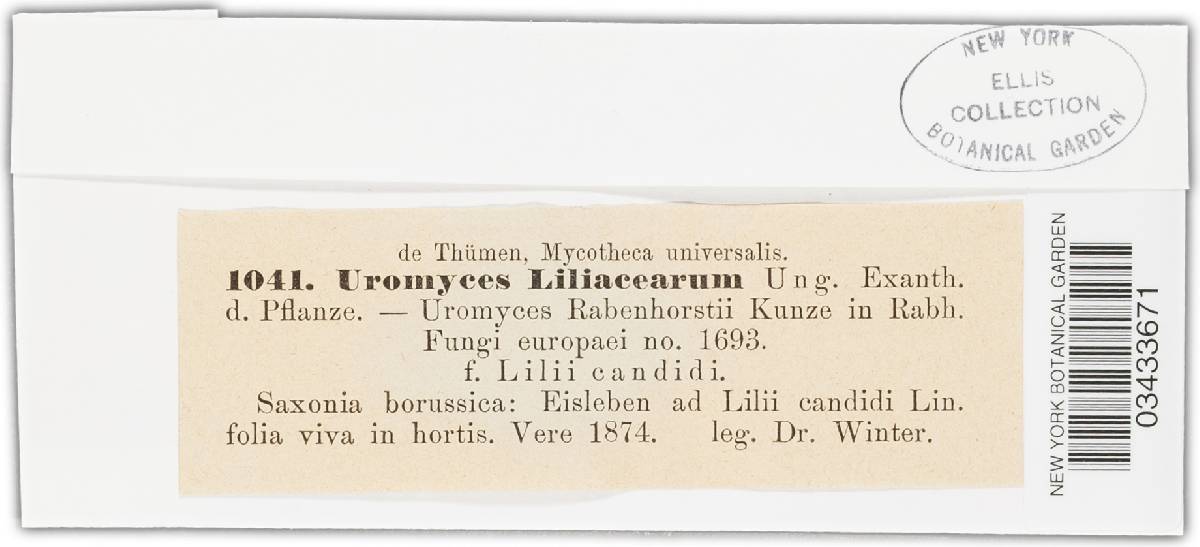 NEW YORK
ELLIS
COLLECTION
BOTANICAL GARDEN
de Thümen, Mycotheca universalis.
1041. Uromyces Liliacearum Ung. Exanth.
d. Pflanze. — Uromyces Rabenhorstii Kunze in Rabh.
Fungi europaei no. 1693.
f. Lilii candidi.
Saxonia borussica: Eisleben ad Lilii candidi Lin.
folia viva in hortis. Vere 1874. leg. Dr. Winter.
NEW YORK BOTANICAL GARDEN
03433671